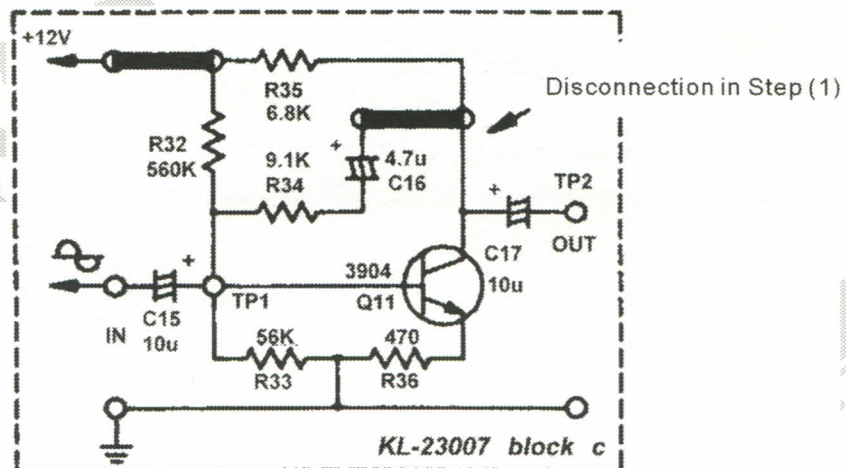 +12V
R35
6.8K
Disconnection in Step (1)
R32
560K
9.1K
R34
+
4.7u
C16
+
TP2
OUT
C17
10u
3904
Q11
+
TP1
C15
10u
IN
56K
R33
470
R36
KL-23007 block c